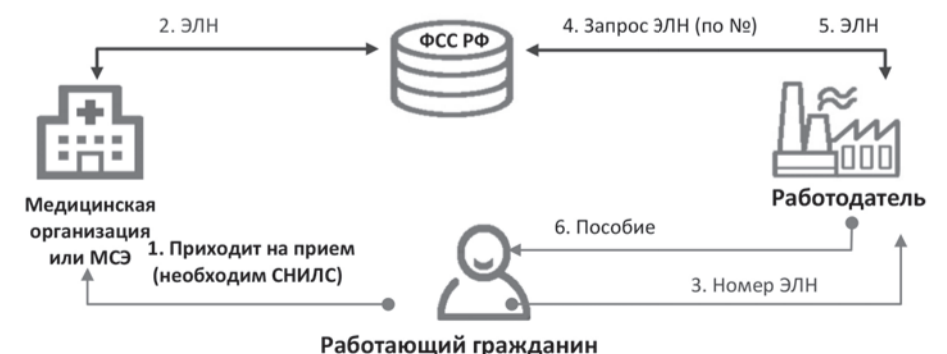 2. ЭЛН
ФСС РФ
4. Запрос ЭЛН (по №)
5. ЭЛН
Медицинская
организация
или МСЭ
Работодатель
1. Приходит на прием
(необходим СНИЛС)
6. Пособие
3. Номер ЭЛН
Работающий гражданин